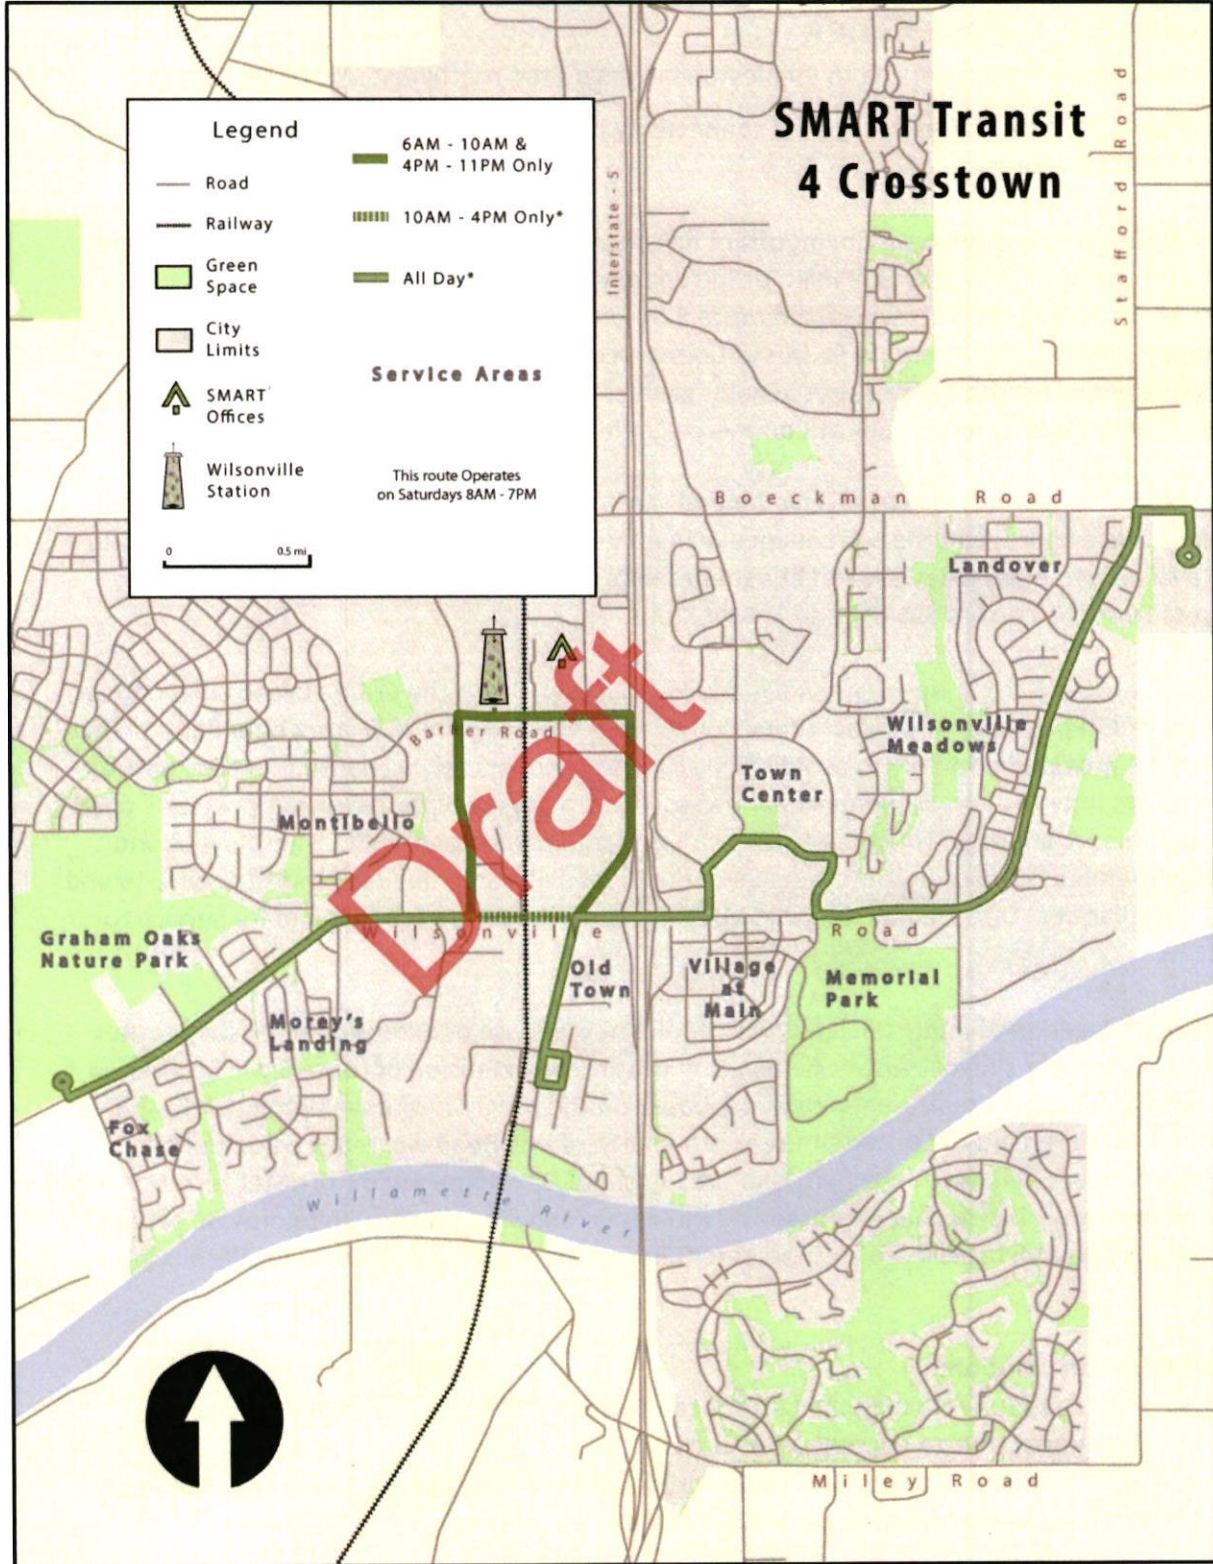 SMART Transit
4 Crosstown
Legend
Road
Railway
Green
Space
City
Limits
SMART
Offices
Wilsonville
Station
0 0.5 mi
6AM - 10AM &
4PM - 11PM Only
10AM - 4PM Only*
All Day*
Service Areas
This route Operates
on Saturdays 8AM - 7PM
Interstate - 5
Stafford Road
Boeckman Road
Landover
Barber Road
Wilsonville
Meadows
Town
Center
Montibello
Draft
Wilsonville Road
Graham Oaks
Nature Park
Old
Town
Village
at
Main
Memorial
Park
Morey's
Landing
Fox
Chase
Willamette River
Miley Road